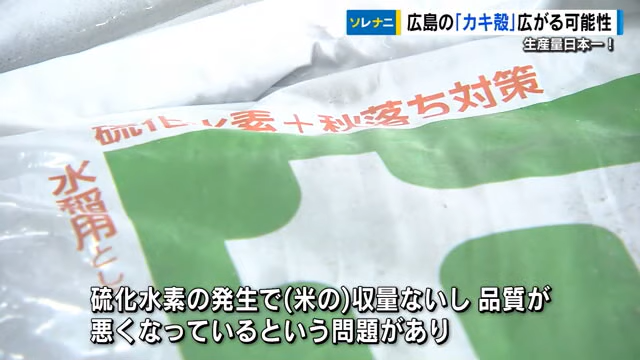 ソレナニ
広島の「カキ殻」広がる可能性
生産量日本一!
硫化水素+秋落ち対策
水稲用とし
硫化水素の発生で(米の)収量ないし 品質が
悪くなっているという問題があり